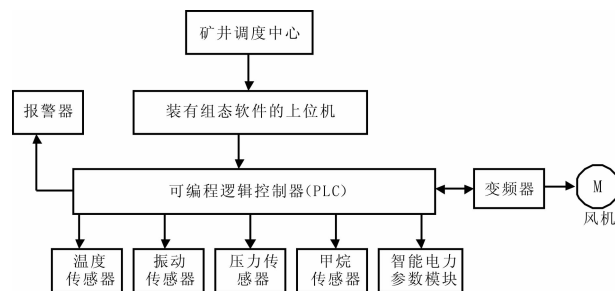 矿井调度中心
报警器
装有组态软件的上位机
可编程逻辑控制器(PLC)
变频器
M
风机
温度
传感器
振动
传感器
压力传
感器
甲烷
传感器
智能电力
参数模块